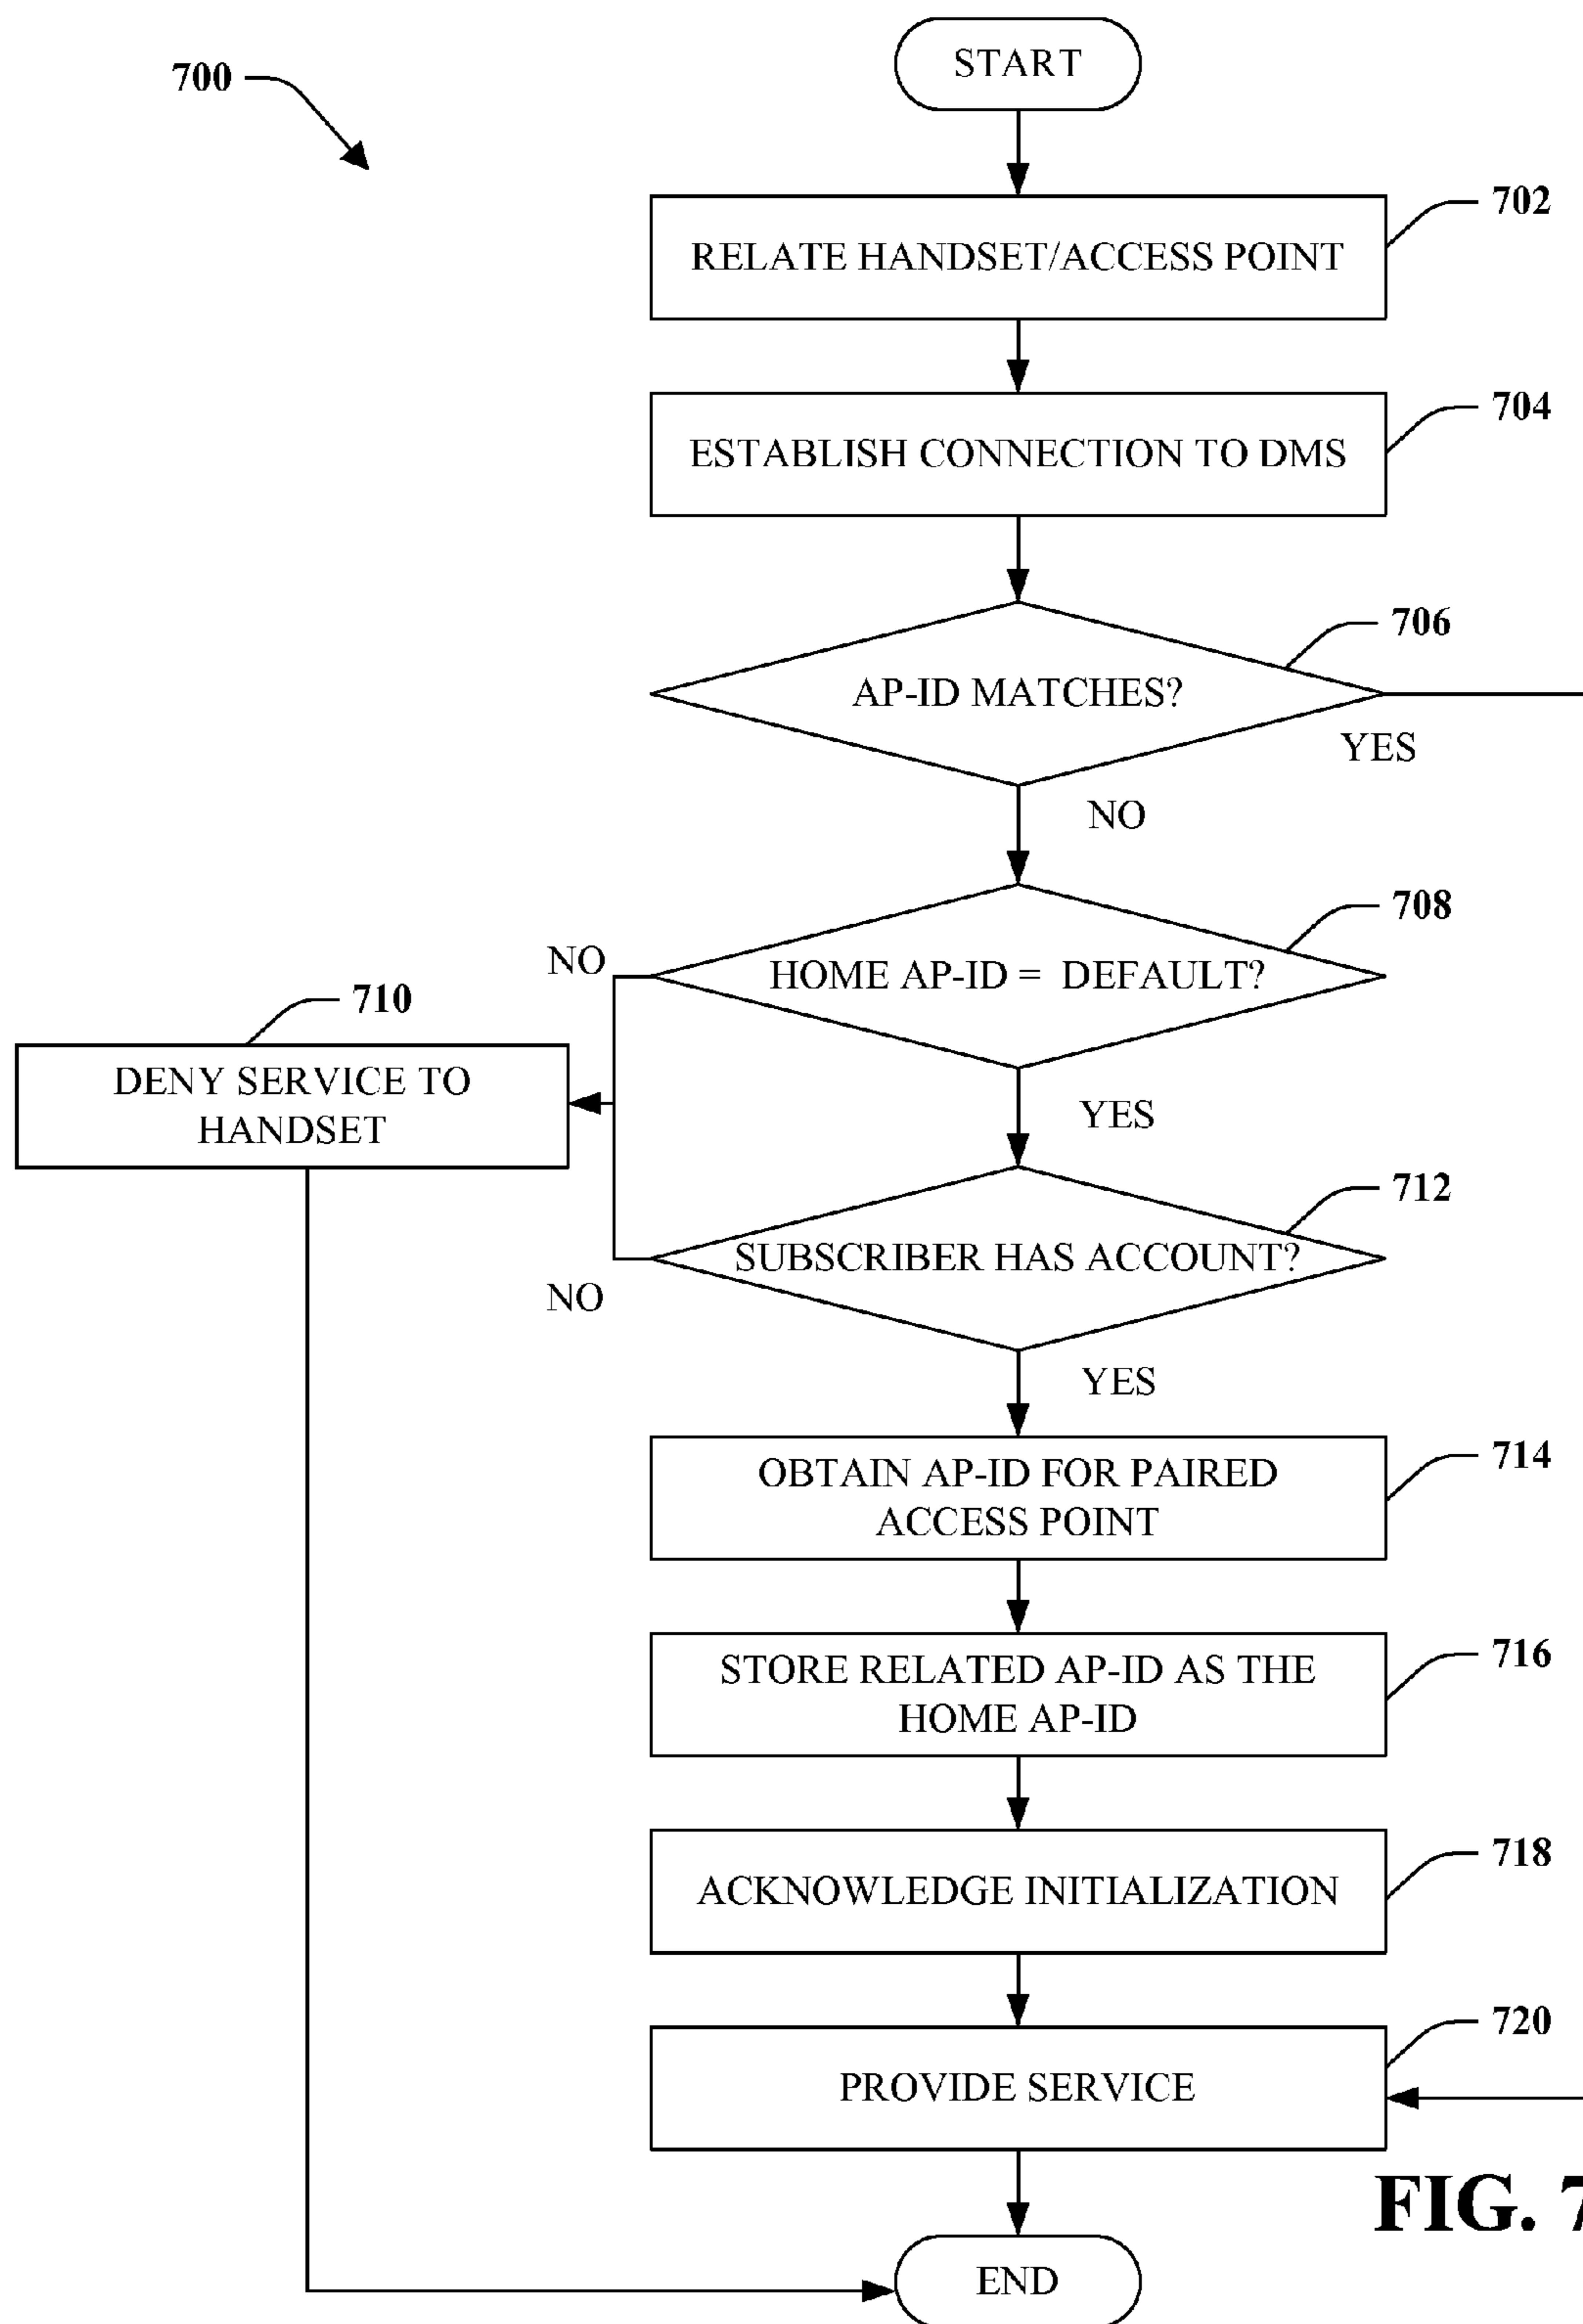 START
700
702
RELATE HANDSET/ACCESS POINT
704
ESTABLISH CONNECTION TO DMS
706
AP-ID MATCHES?
YES
NO
708
NO
HOME AP-ID = DEFAULT?
710
DENY SERVICE TO
HANDSET
YES
712
SUBSCRIBER HAS ACCOUNT?
NO
YES
714
OBTAIN AP-ID FOR PAIRED
ACCESS POINT
716
STORE RELATED AP-ID AS THE
HOME AP-ID
718
ACKNOWLEDGE INITIALIZATION
720
PROVIDE SERVICE
FIG. 7
END